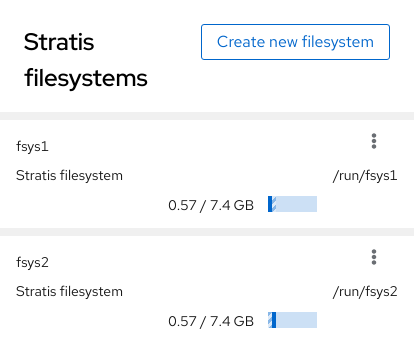 Stratis
filesystems
Create new filesystem
fsys1
Stratis filesystem
/run/fsys1
0.57 / 7.4 GB
fsys2
Stratis filesystem
/run/fsys2
0.57 / 7.4 GB